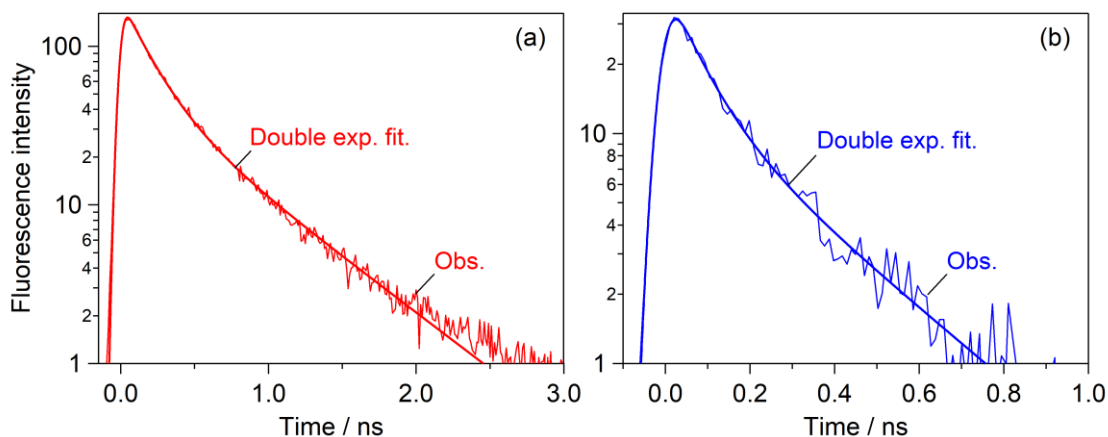 Fluorescence intensity
(a)
100
6
4
2
10
6
4
2
1
Double exp. fit.
Obs.
0.0 1.0 2.0 3.0
Time / ns
(b)
2
10
6
4
2
1
Double exp. fit.
Obs.
0.0 0.2 0.4 0.6 0.8 1.0
Time / ns